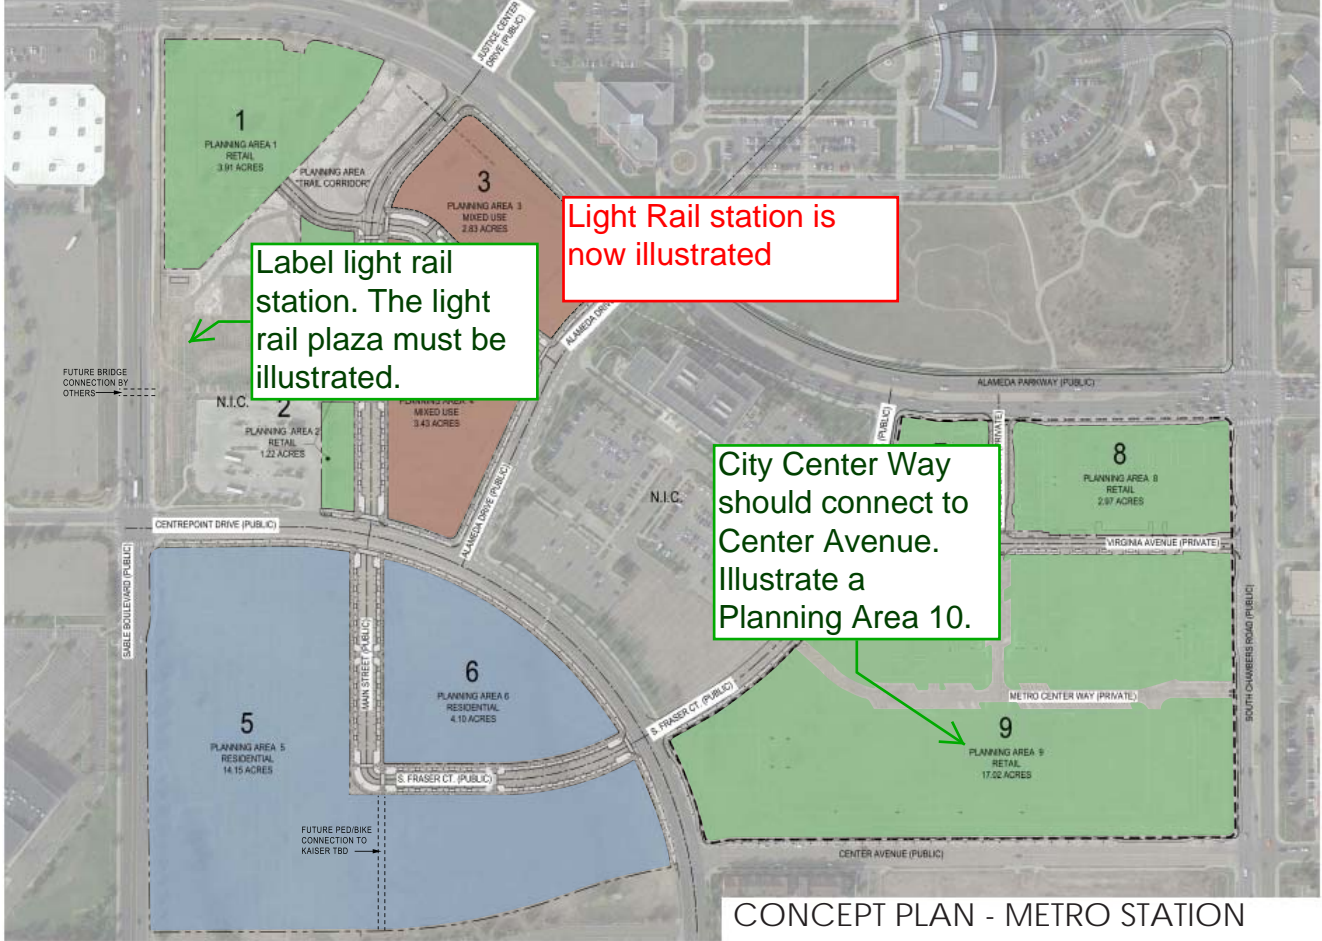 JUSTICE CENTER
DRIVE (PUBLIC)
1
PLANNING AREA 1
RETAIL
3.91 ACRES
PLANNING AREA
"TRAIL CORRIDOR"
3
PLANNING AREA 3
MIXED USE
2.83 ACRES
Light Rail station is
now illustrated
Label light rail
station. The light
rail plaza must be
illustrated.
FUTURE BRIDGE
CONNECTION BY
OTHERS
N.I.C.
2
PLANNING AREA 2
RETAIL
1.22 ACRES
PLANNING AREA 4
MIXED USE
3.43 ACRES
ALAMEDA PARKWAY (PUBLIC)
(PUBLIC)
8
PLANNING AREA 8
RETAIL
2.97 ACRES
City Center Way
should connect to
Center Avenue.
Illustrate a
Planning Area 10.
N.I.C.
ALAMEDA DRIVE (PUBLIC)
CENTREPOINT DRIVE (PUBLIC)
VIRGINIA AVENUE (PRIVATE)
SABLE BOULEVARD (PUBLIC)
MAIN STREET (PUBLIC)
SOUTH CHAMBERS ROAD (PUBLIC)
5
PLANNING AREA 5
RESIDENTIAL
14.15 ACRES
6
PLANNING AREA 6
RESIDENTIAL
4.10 ACRES
S. FRASER CT. (PUBLIC)
S. FRASER CT. (PUBLIC)
METRO CENTER WAY (PRIVATE)
9
PLANNING AREA 9
RETAIL
17.02 ACRES
FUTURE PED/BIKE
CONNECTION TO
KAISER TBD
CENTER AVENUE (PUBLIC)
CONCEPT PLAN - METRO STATION